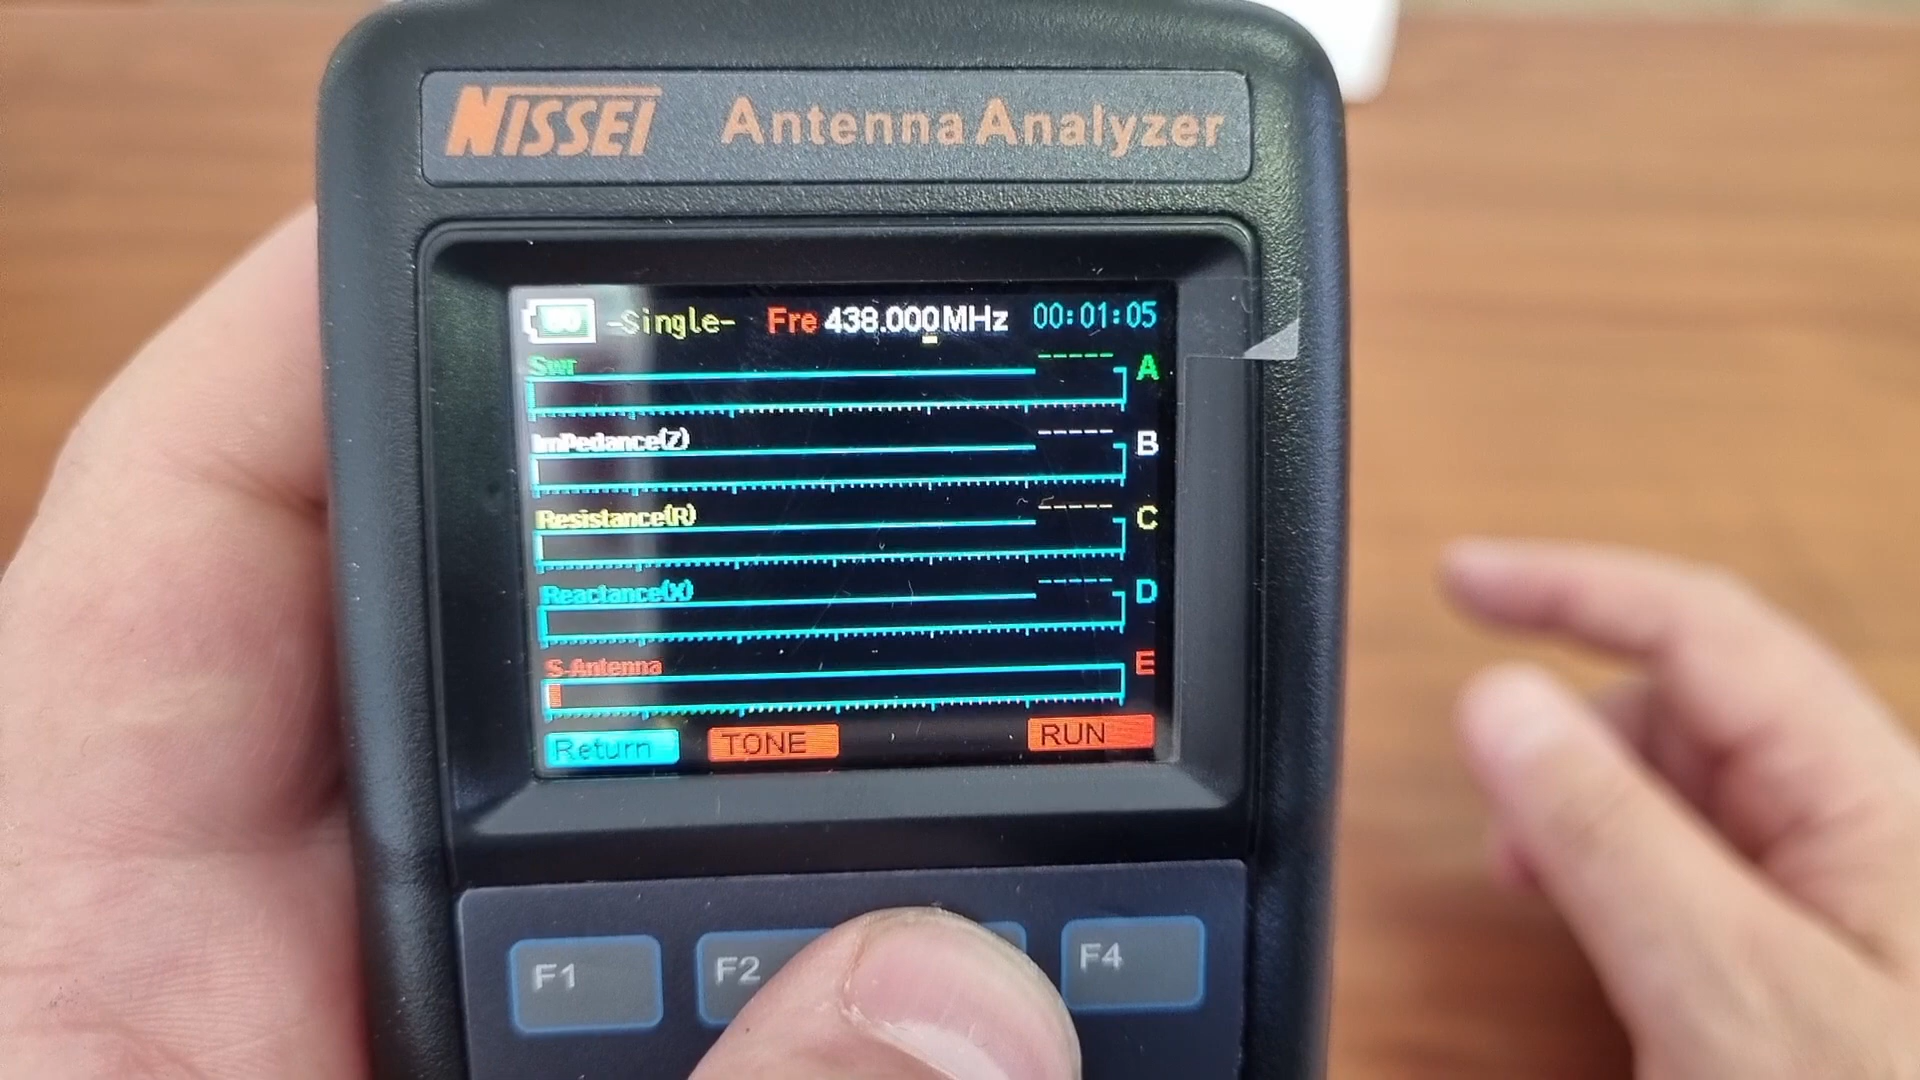 NISSEI Antenna Analyzer
-Single- Fre 438.000MHz 00:01:05
Swr ----- A
ImPedance(Z) ----- B
Resistance(R) ----- C
Reactance(X) ----- D
S-Antenna E
Return TONE RUN
F1 F2 F4